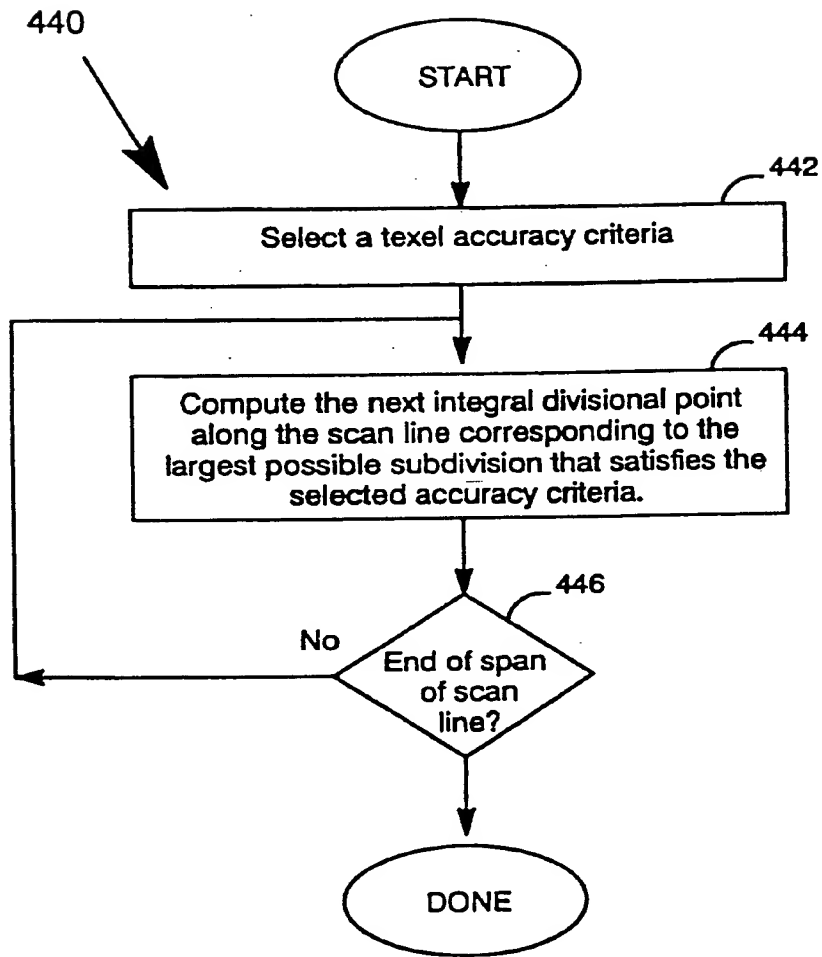 440
START
442
Select a texel accuracy criteria
444
Compute the next integral divisional point
along the scan line corresponding to the
largest possible subdivision that satisfies the
selected accuracy criteria.
446
No
End of span
of scan
line?
DONE